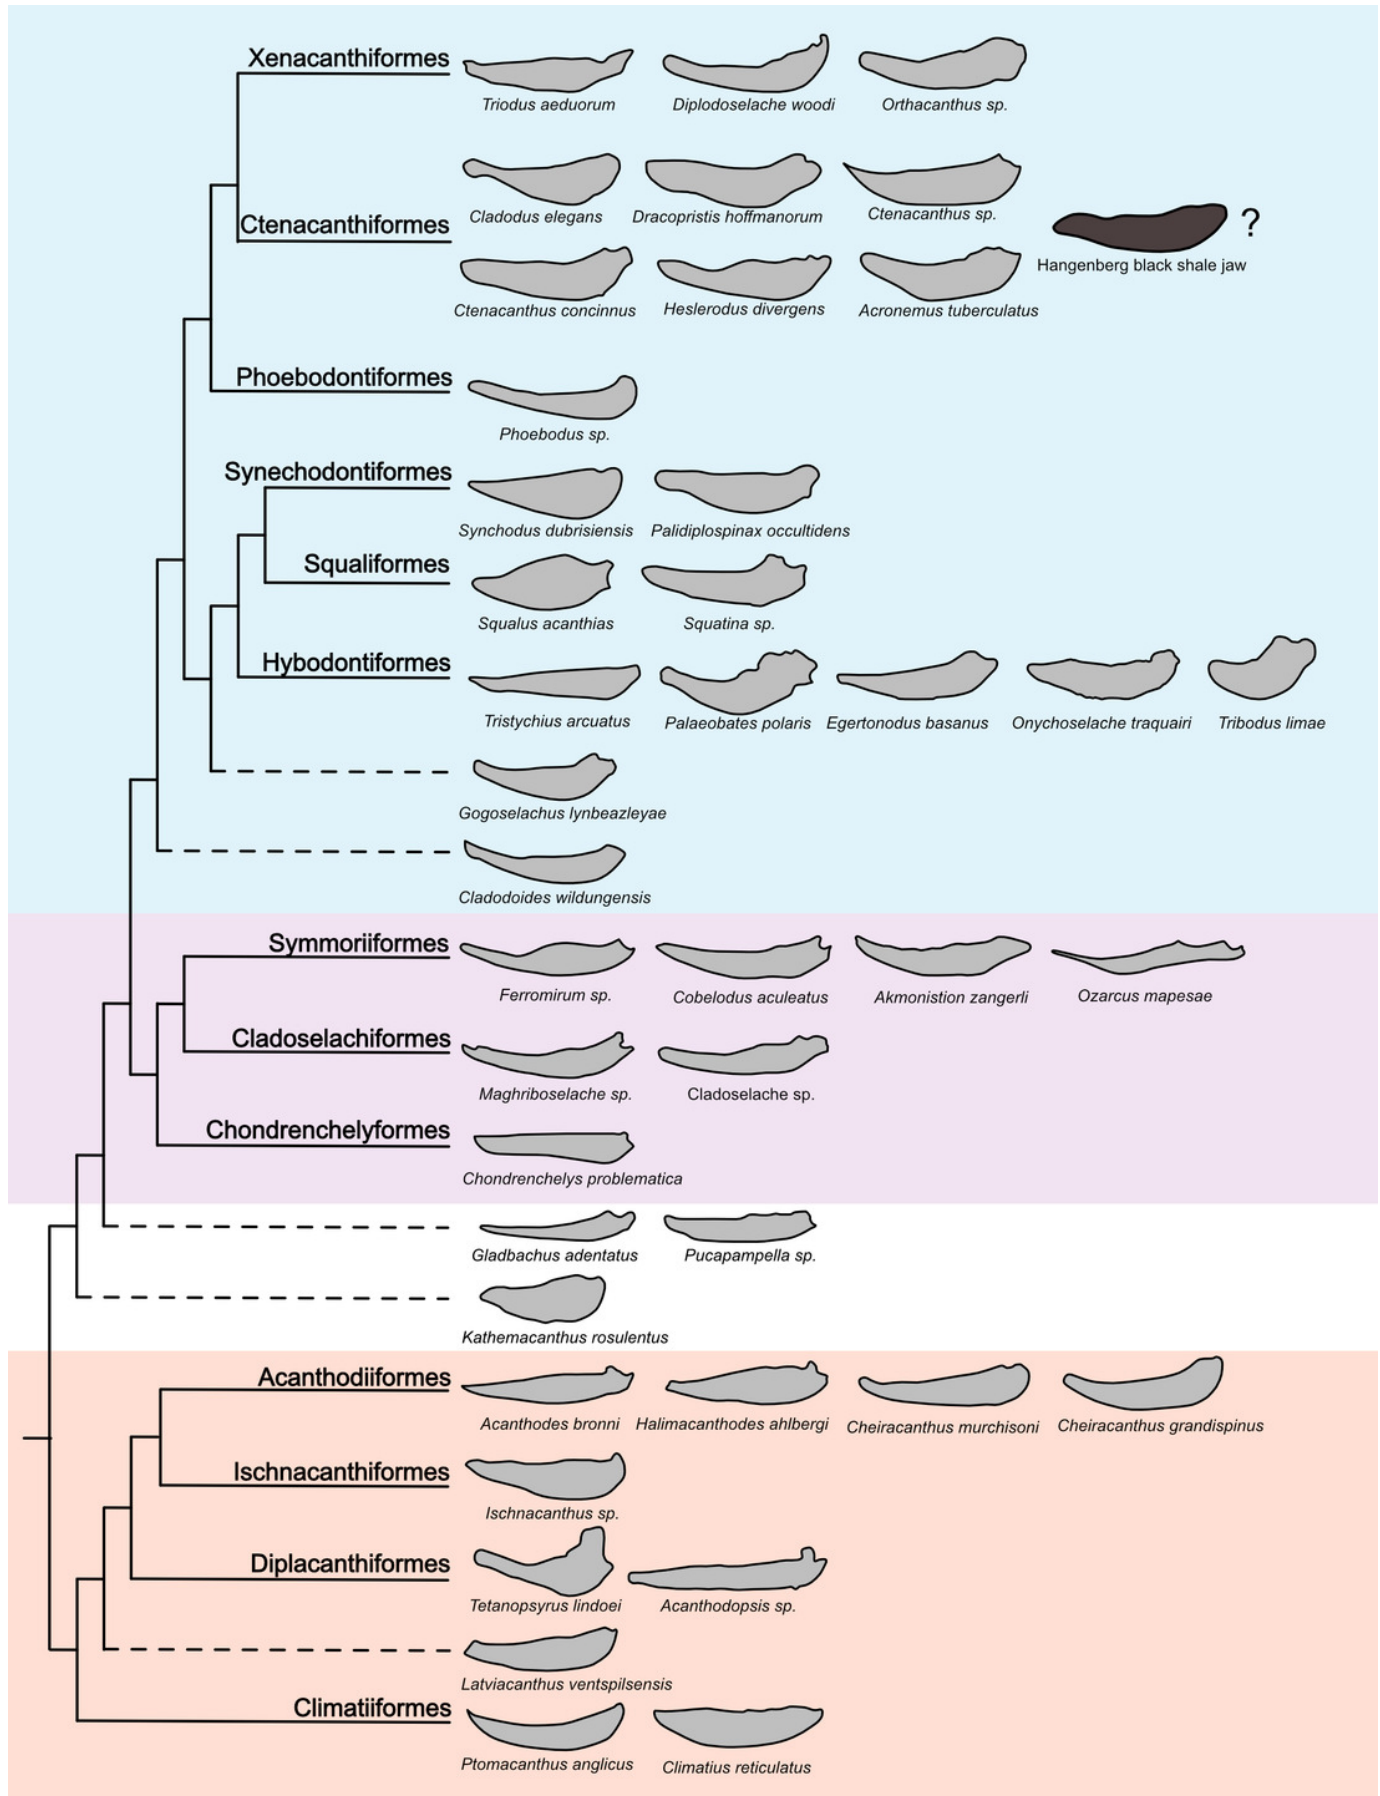 Xenacanthiformes
Triodus aeduorum
Diplodoselache woodi
Orthacanthus sp.
Cladodus elegans
Dracopristis hoffmanorum
Ctenacanthus sp.
Ctenacanthiformes
?
Hangenberg black shale jaw
Ctenacanthus concinnus
Heslerodus divergens
Acronemus tuberculatus
Phoebodontiformes
Phoebodus sp.
Synechodontiformes
Synchodus dubrisiensis
Palidiplospinax occultidens
Squaliformes
Squalus acanthias
Squatina sp.
Hybodontiformes
Tristychius arcuatus
Palaeobates polaris
Egertonodus basanus
Onychoselache traquairi
Tribodus limae
Gogoselachus lynbeazleyae
Cladodoides wildungensis
Symmoriiformes
Ferromirum sp.
Cobelodus aculeatus
Akmonistion zangerli
Ozarcus mapesae
Cladoselachiformes
Maghriboselache sp.
Cladoselache sp.
Chondrenchelyformes
Chondrenchelys problematica
Gladbachus adentatus
Pucapampella sp.
Kathemacanthus rosulentus
Acanthodiiformes
Acanthodes bronni
Halimacanthodes ahlbergi
Cheiracanthus murchisoni
Cheiracanthus grandispinus
Ischnacanthiformes
Ischnacanthus sp.
Diplacanthiformes
Tetanopsyrus lindoei
Acanthodopsis sp.
Latviacanthus ventspilsensis
Climatiiformes
Ptomacanthus anglicus
Climatius reticulatus